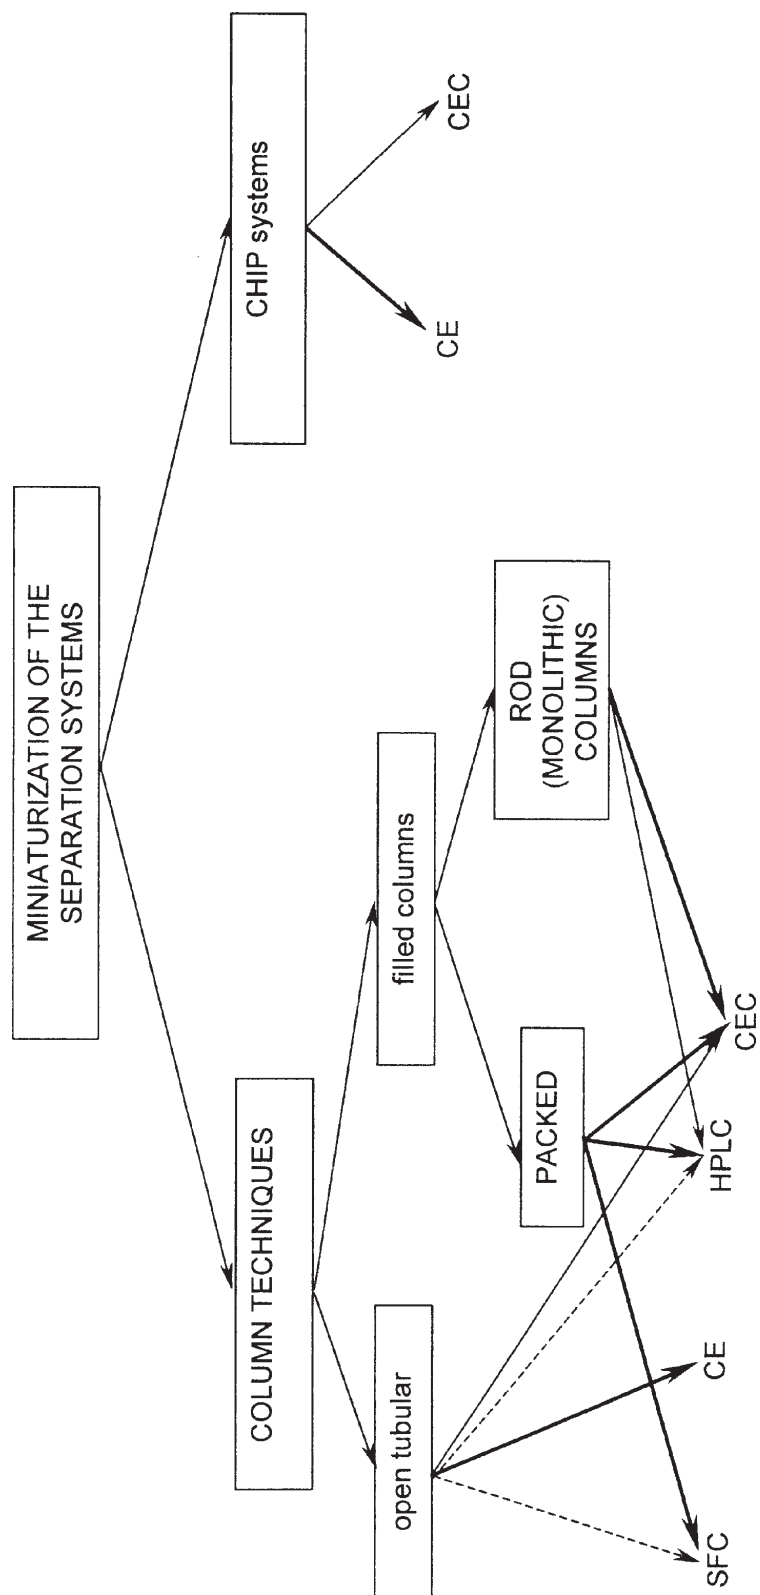 MINIATURIZATION OF THE
SEPARATION SYSTEMS
COLUMN TECHNIQUES
CHIP systems
open tubular
filled columns
CE
CEC
PACKED
ROD
(MONOLITHIC)
COLUMNS
SFC
CE
HPLC
CEC